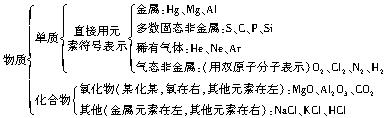 金属:Hg、Mg、Al
直接用元
素符号表示
多数固态非金属:S、C、P、Si
单质
稀有气体:He、Ne、Ar
气态非金属:(用双原子分子表示)O₂、Cl₂、N₂、H₂
物质
氧化物(某化某,氧在右,其他元素在左):MgO、Al₂O₃、CO₂
化合物
其他(金属元素在左,其他元素在右):NaCl、KCl、HCl